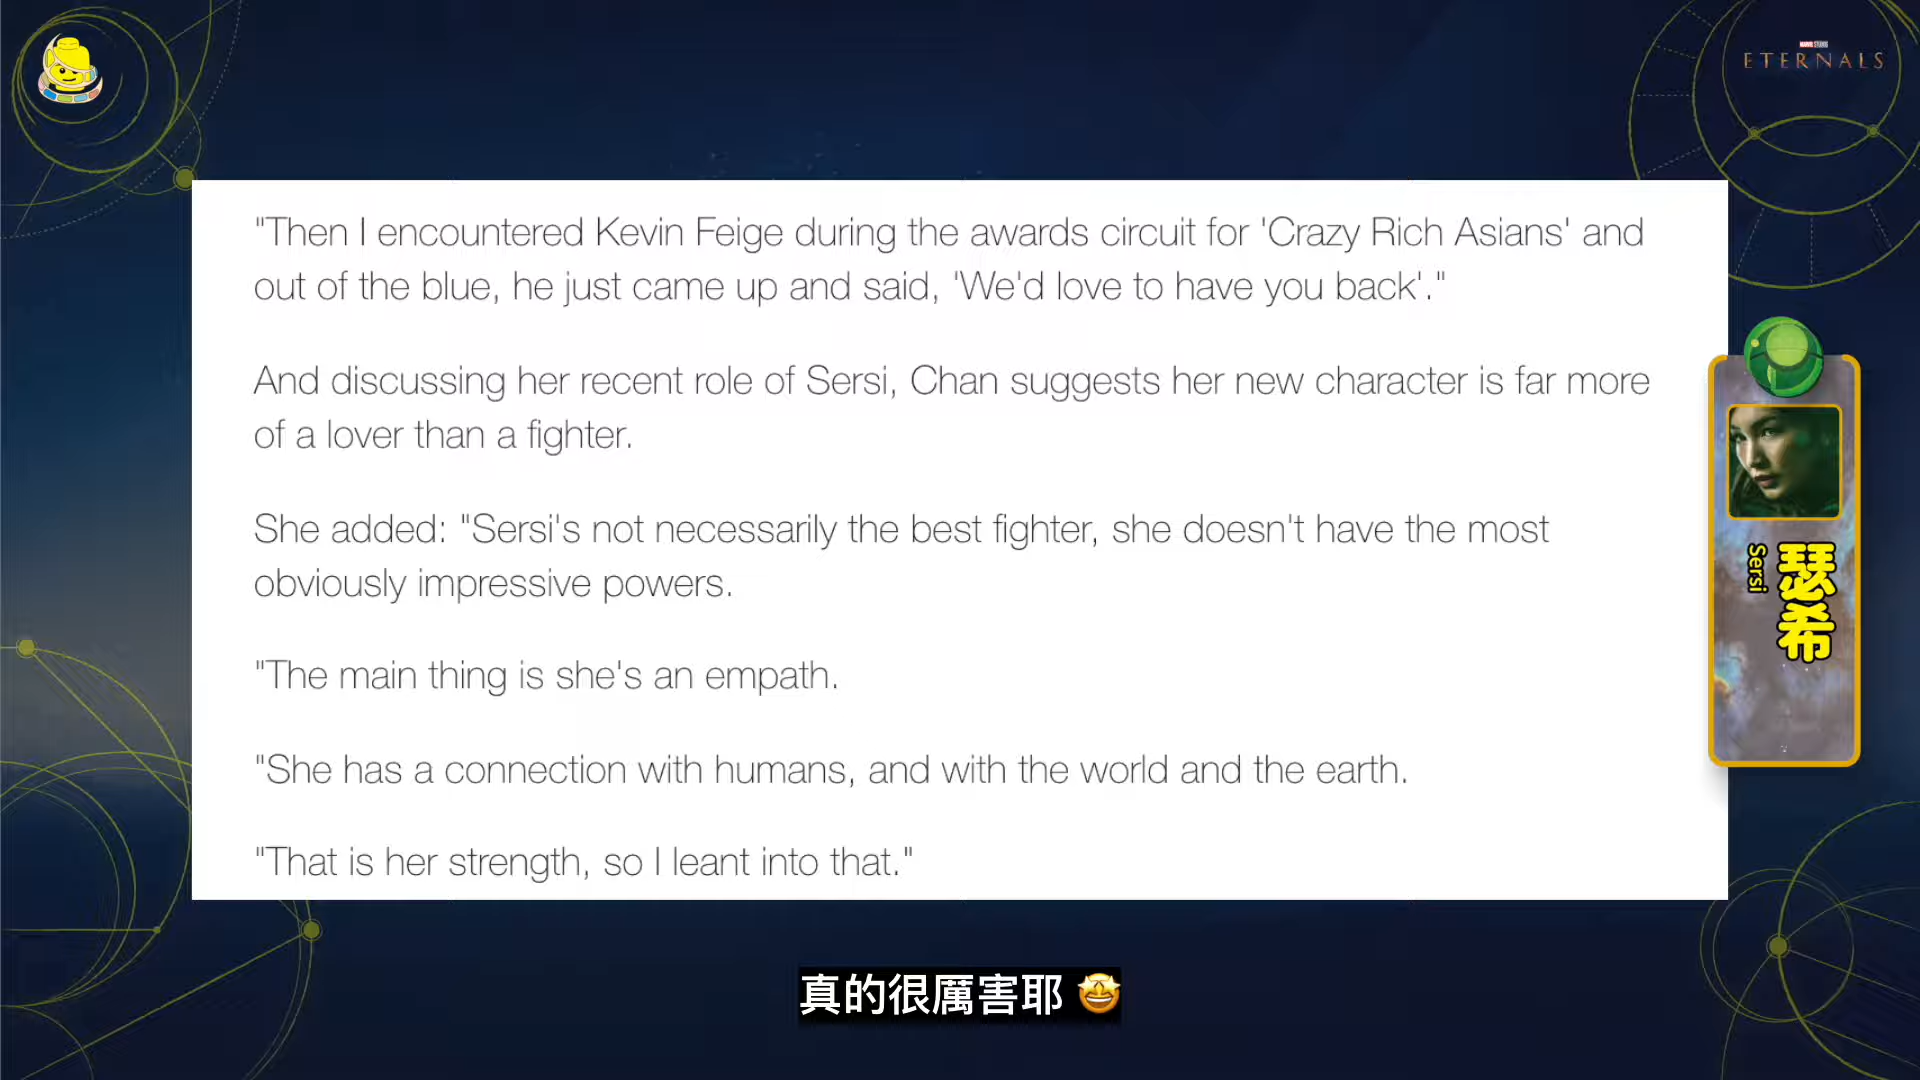 MARVEL STUDIOS
ETERNALS
"Then I encountered Kevin Feige during the awards circuit for 'Crazy Rich Asians' and
out of the blue, he just came up and said, 'We'd love to have you back'."
And discussing her recent role of Sersi, Chan suggests her new character is far more
of a lover than a fighter.
She added: "Sersi's not necessarily the best fighter, she doesn't have the most
obviously impressive powers.
"The main thing is she's an empath.
"She has a connection with humans, and with the world and the earth.
"That is her strength, so I leant into that."
瑟希
Sersi
真的很厲害耶 🤩